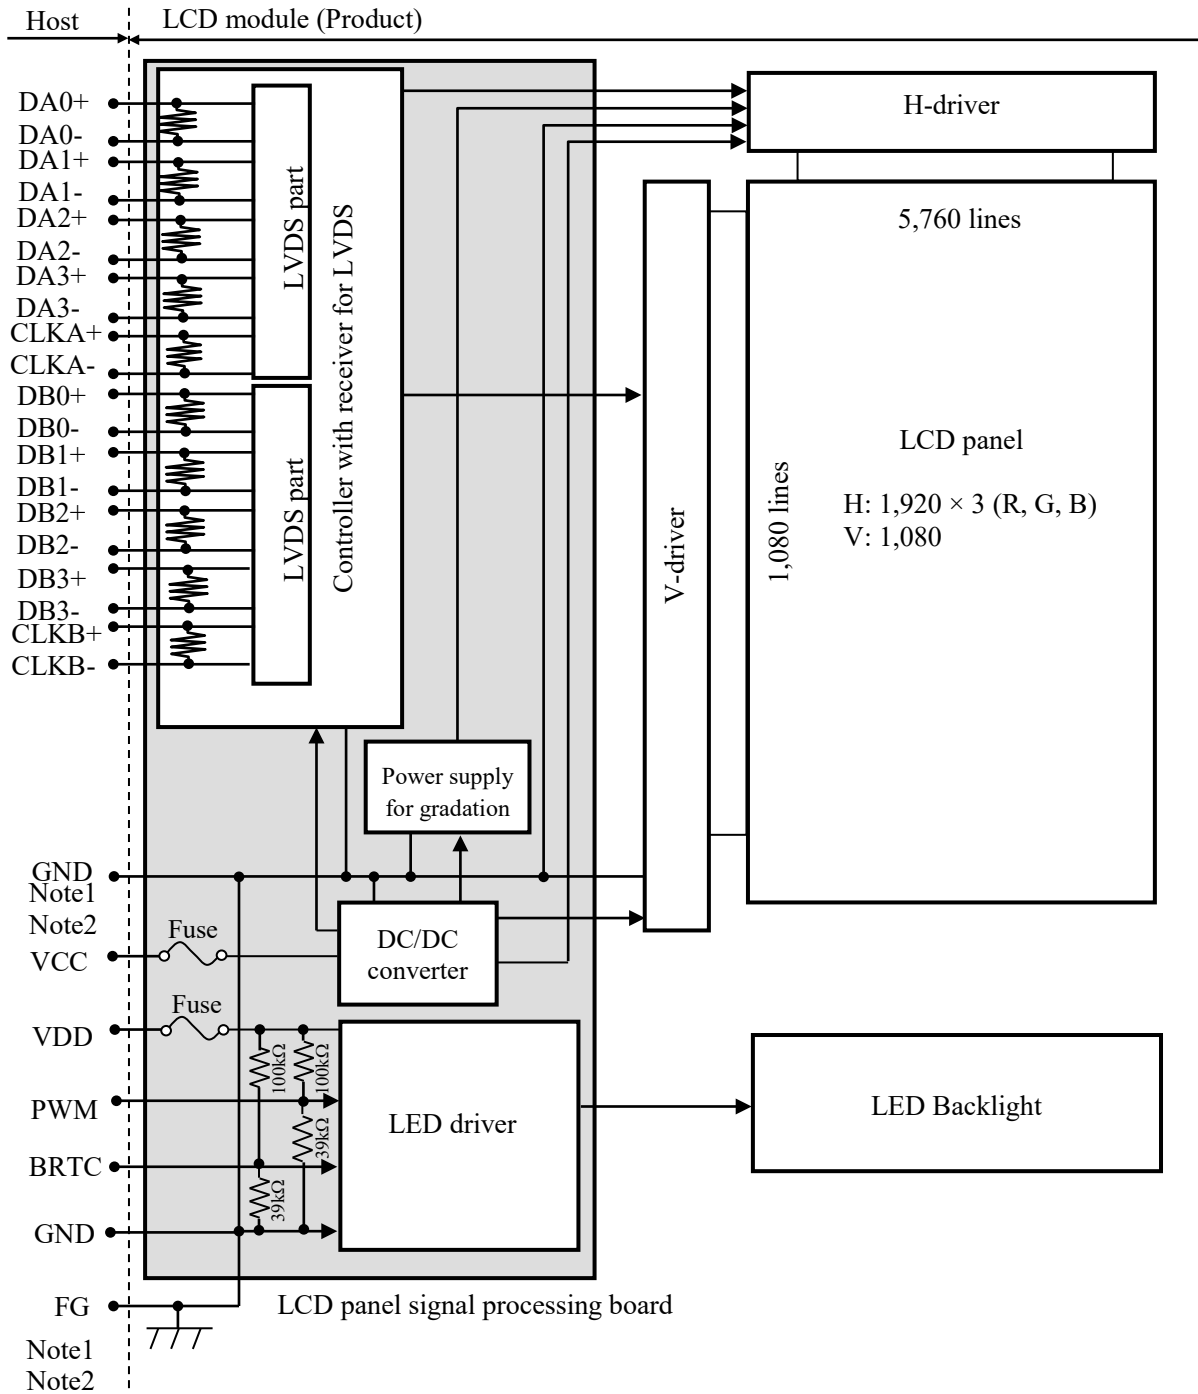 Host
LCD module (Product)
DA0+
DA0-
DA1+
DA1-
DA2+
DA2-
DA3+
DA3-
CLKA+
CLKA-
DB0+
DB0-
DB1+
DB1-
DB2+
DB2-
DB3+
DB3-
CLKB+
CLKB-
LVDS part
LVDS part
Controller with receiver for LVDS
H-driver
5,760 lines
LCD panel
H: 1,920 × 3 (R, G, B)
V: 1,080
1,080 lines
V-driver
Power supply
for gradation
GND
Note1
Note2
VCC
Fuse
DC/DC
converter
VDD
Fuse
100kΩ
100kΩ
PWM
39kΩ
BRTC
39kΩ
GND
LED driver
LED Backlight
FG
Note1
Note2
LCD panel signal processing board